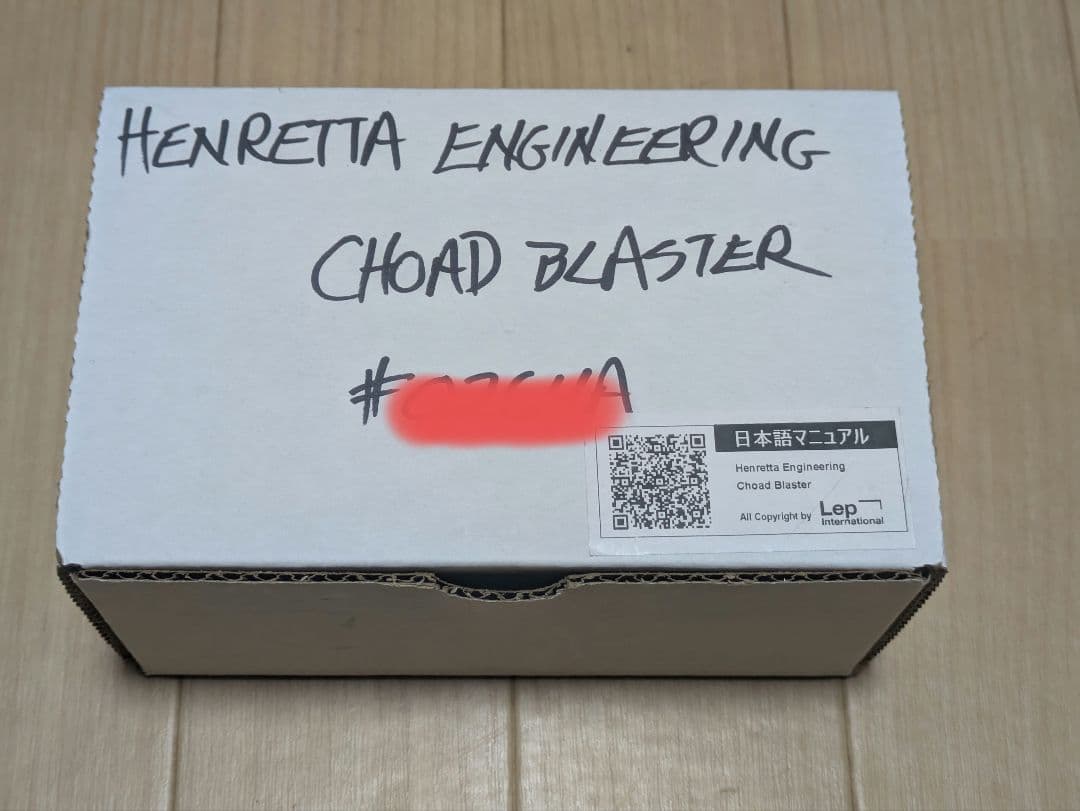 HENRETTA ENGINEERING
CHOAD BLASTER
日本語マニュアル
Henretta Engineering
Choad Blaster
All Copyright by Lep International